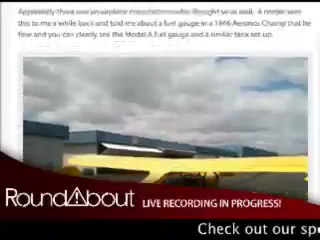 Apparently there was an airplane manufacturer who thought so as well. A reader sent
this to me a while back and told me about a fuel gauge in a 1946 Aeronca Champ that he
flew and you can clearly see the Model A fuel gauge and a similar tank set up.
RoundAbout LIVE RECORDING IN PROGRESS!
Check out our spe